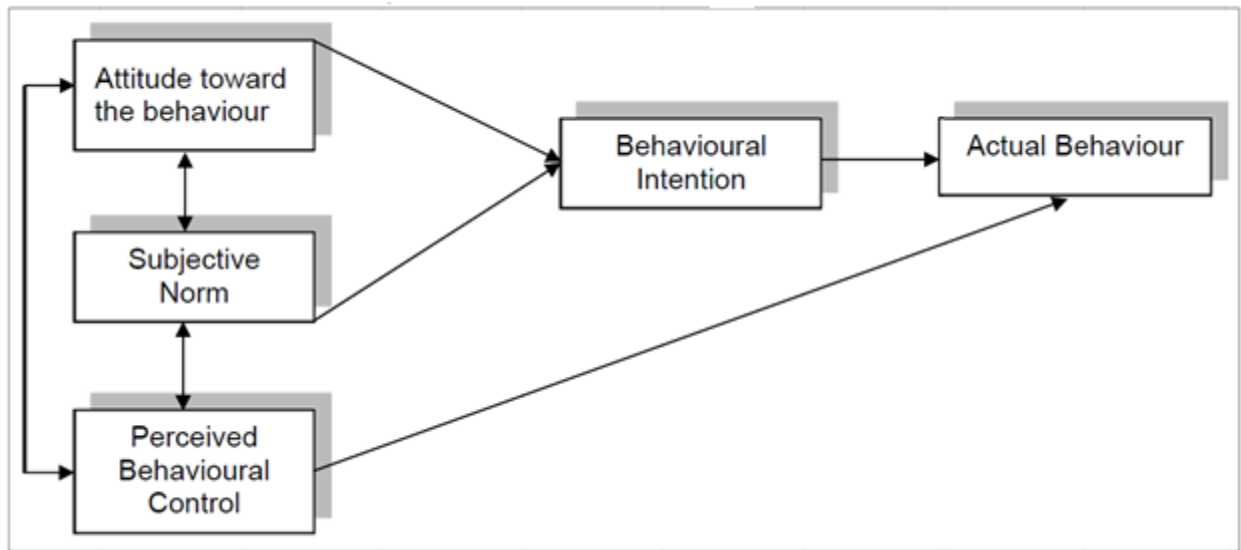 Attitude toward
the behaviour
Subjective
Norm
Perceived
Behavioural
Control
Behavioural
Intention
Actual Behaviour